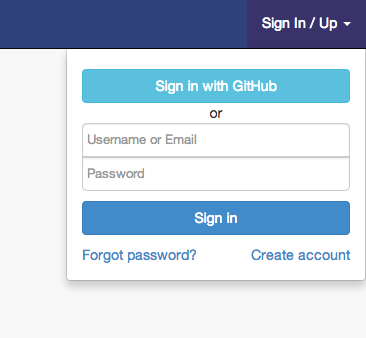 Sign In / Up
Sign in with GitHub
or
Username or Email
Password
Sign in
Forgot password? Create account